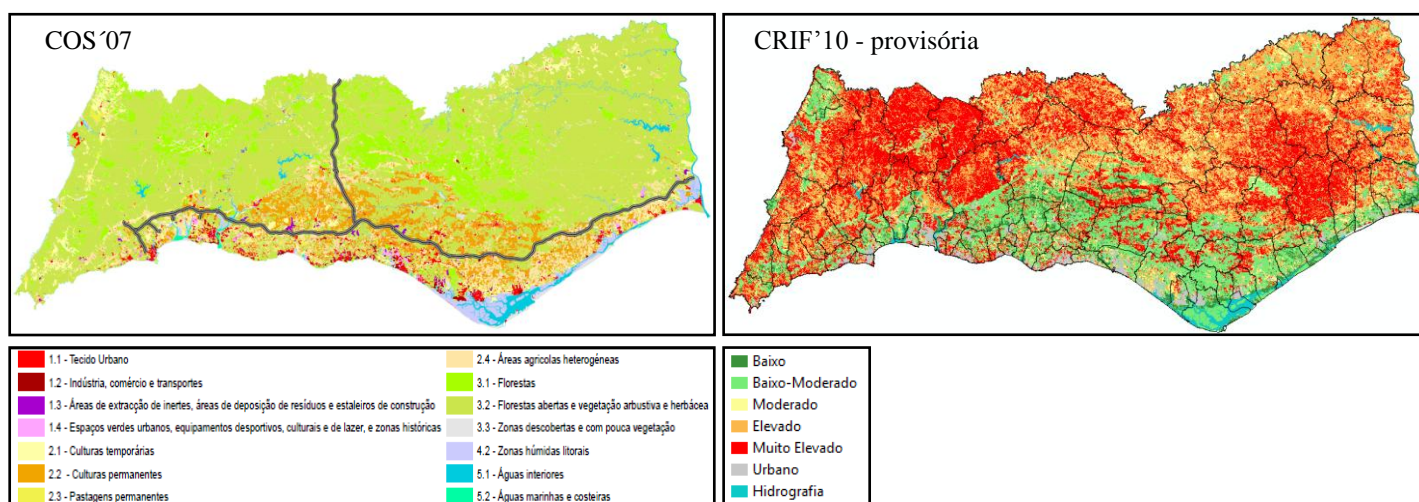 COS´07
CRIF’10 - provisória
1.1 - Tecido Urbano
1.2 - Indústria, comércio e transportes
1.3 - Áreas de extracção de inertes, áreas de deposição de resíduos e estaleiros de construção
1.4 - Espaços verdes urbanos, equipamentos desportivos, culturais e de lazer, e zonas históricas
2.1 - Culturas temporárias
2.2 - Culturas permanentes
2.3 - Pastagens permanentes
2.4 - Áreas agricolas heterogéneas
3.1 - Florestas
3.2 - Florestas abertas e vegetação arbustiva e herbácea
3.3 - Zonas descobertas e com pouca vegetação
4.2 - Zonas húmidas litorais
5.1 - Águas interiores
5.2 - Águas marinhas e costeiras
Baixo
Baixo-Moderado
Moderado
Elevado
Muito Elevado
Urbano
Hidrografia